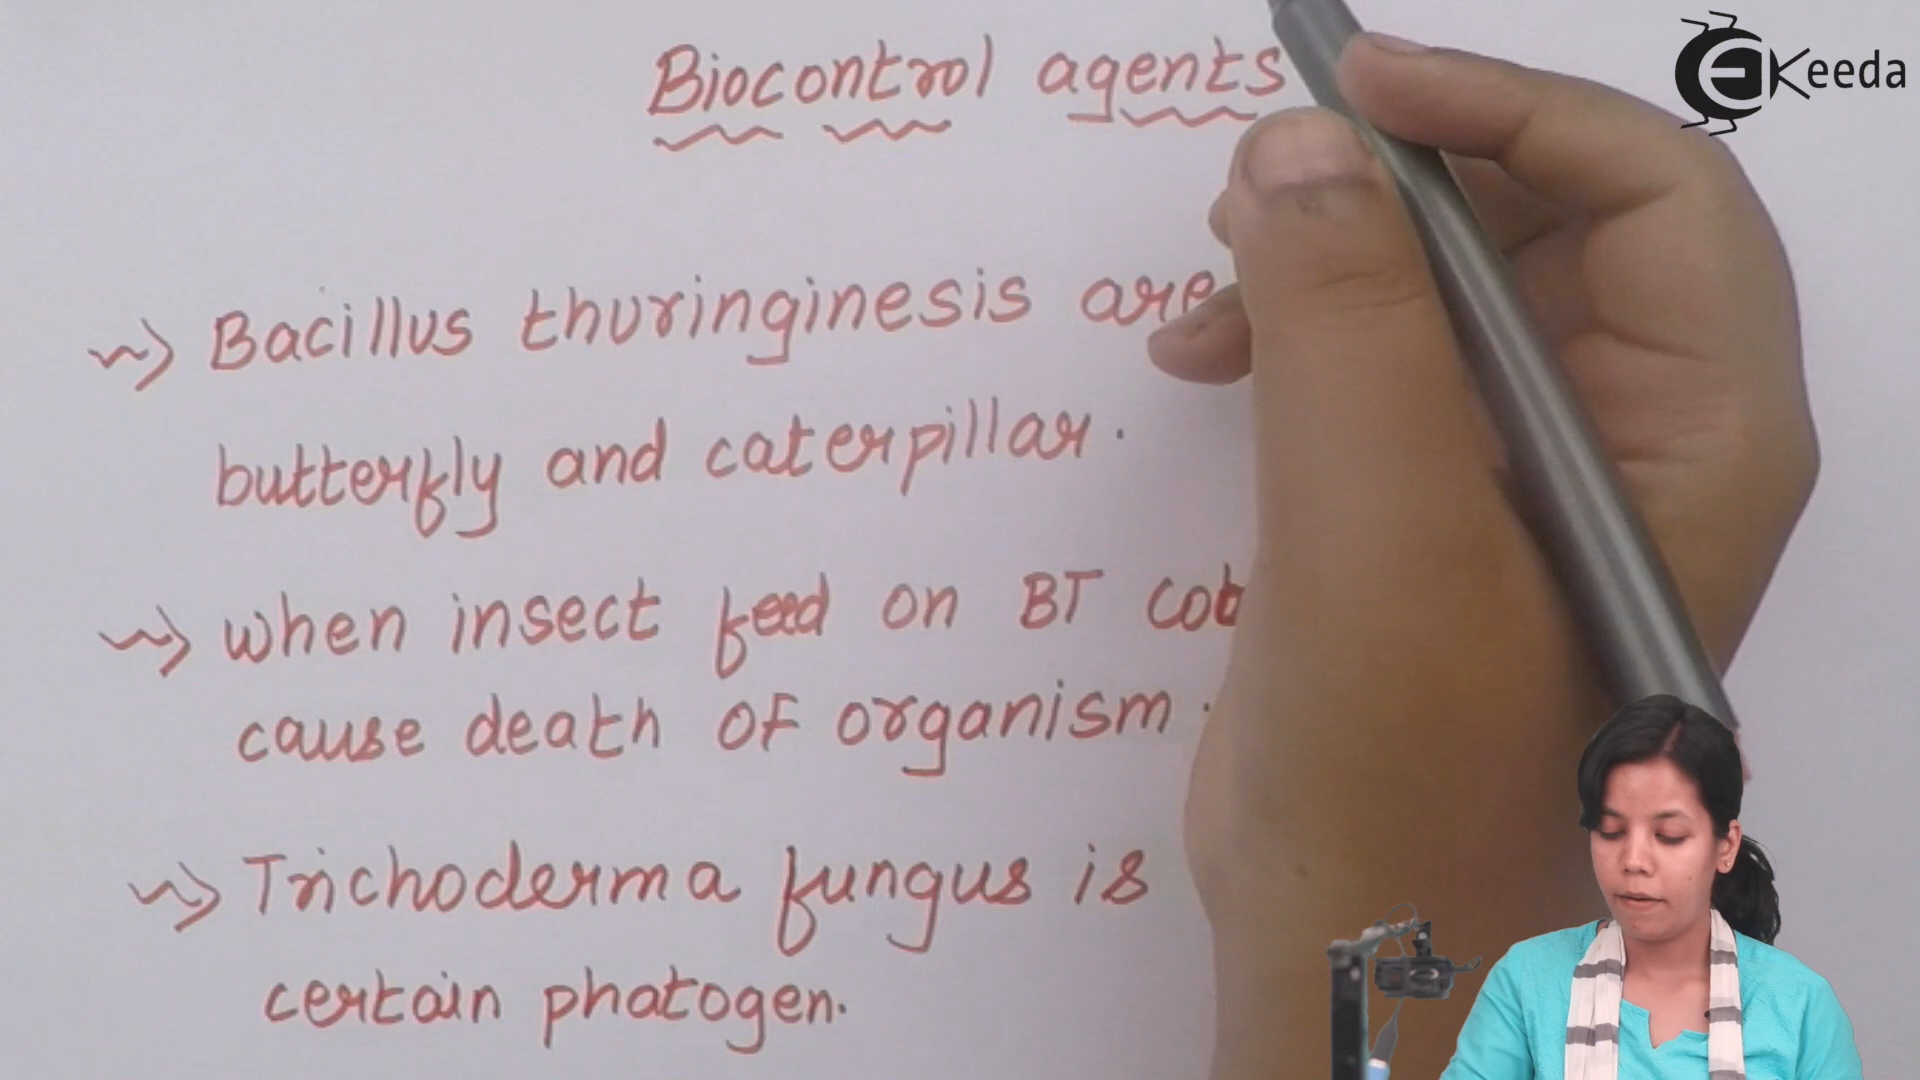 Biocontrol agents
EKeeda
~> Bacillus thuringinesis are
butterfly and caterpillar.
~> when insect feed on BT cot
cause death of organism.
~> Trichoderma fungus is
certain phatogen.